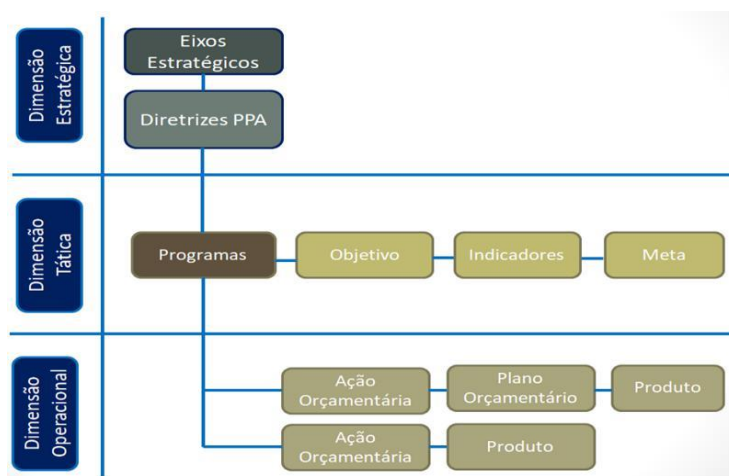 Dimensão
Estratégica
Eixos
Estratégicos
Diretrizes PPA
Dimensão
Tática
Programas
Objetivo
Indicadores
Meta
Dimensão
Operacional
Ação
Orçamentária
Plano
Orçamentário
Produto
Ação
Orçamentária
Produto